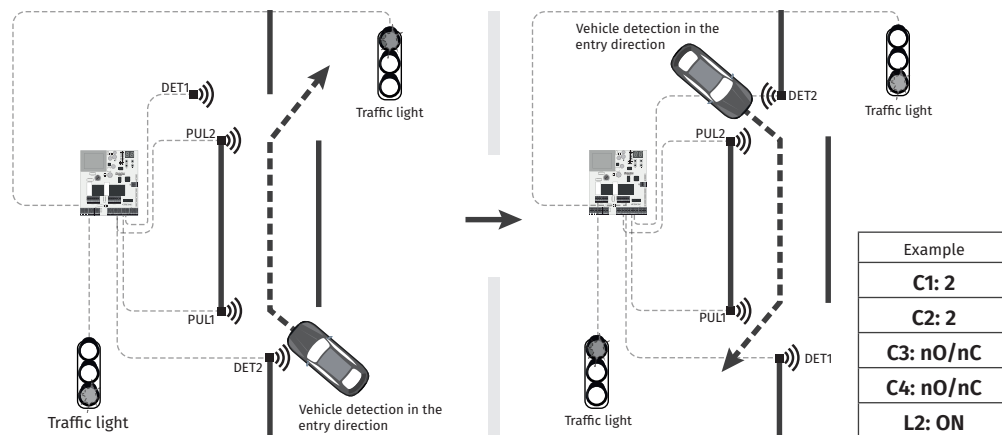 DET1
PUL2
Traffic light
PUL1
DET2
Traffic light
Vehicle detection in the
entry direction
Vehicle detection in the
entry direction
DET2
PUL2
Traffic light
PUL1
DET1
Traffic light
Example
C1: 2
C2: 2
C3: nO/nC
C4: nO/nC
L2: ON